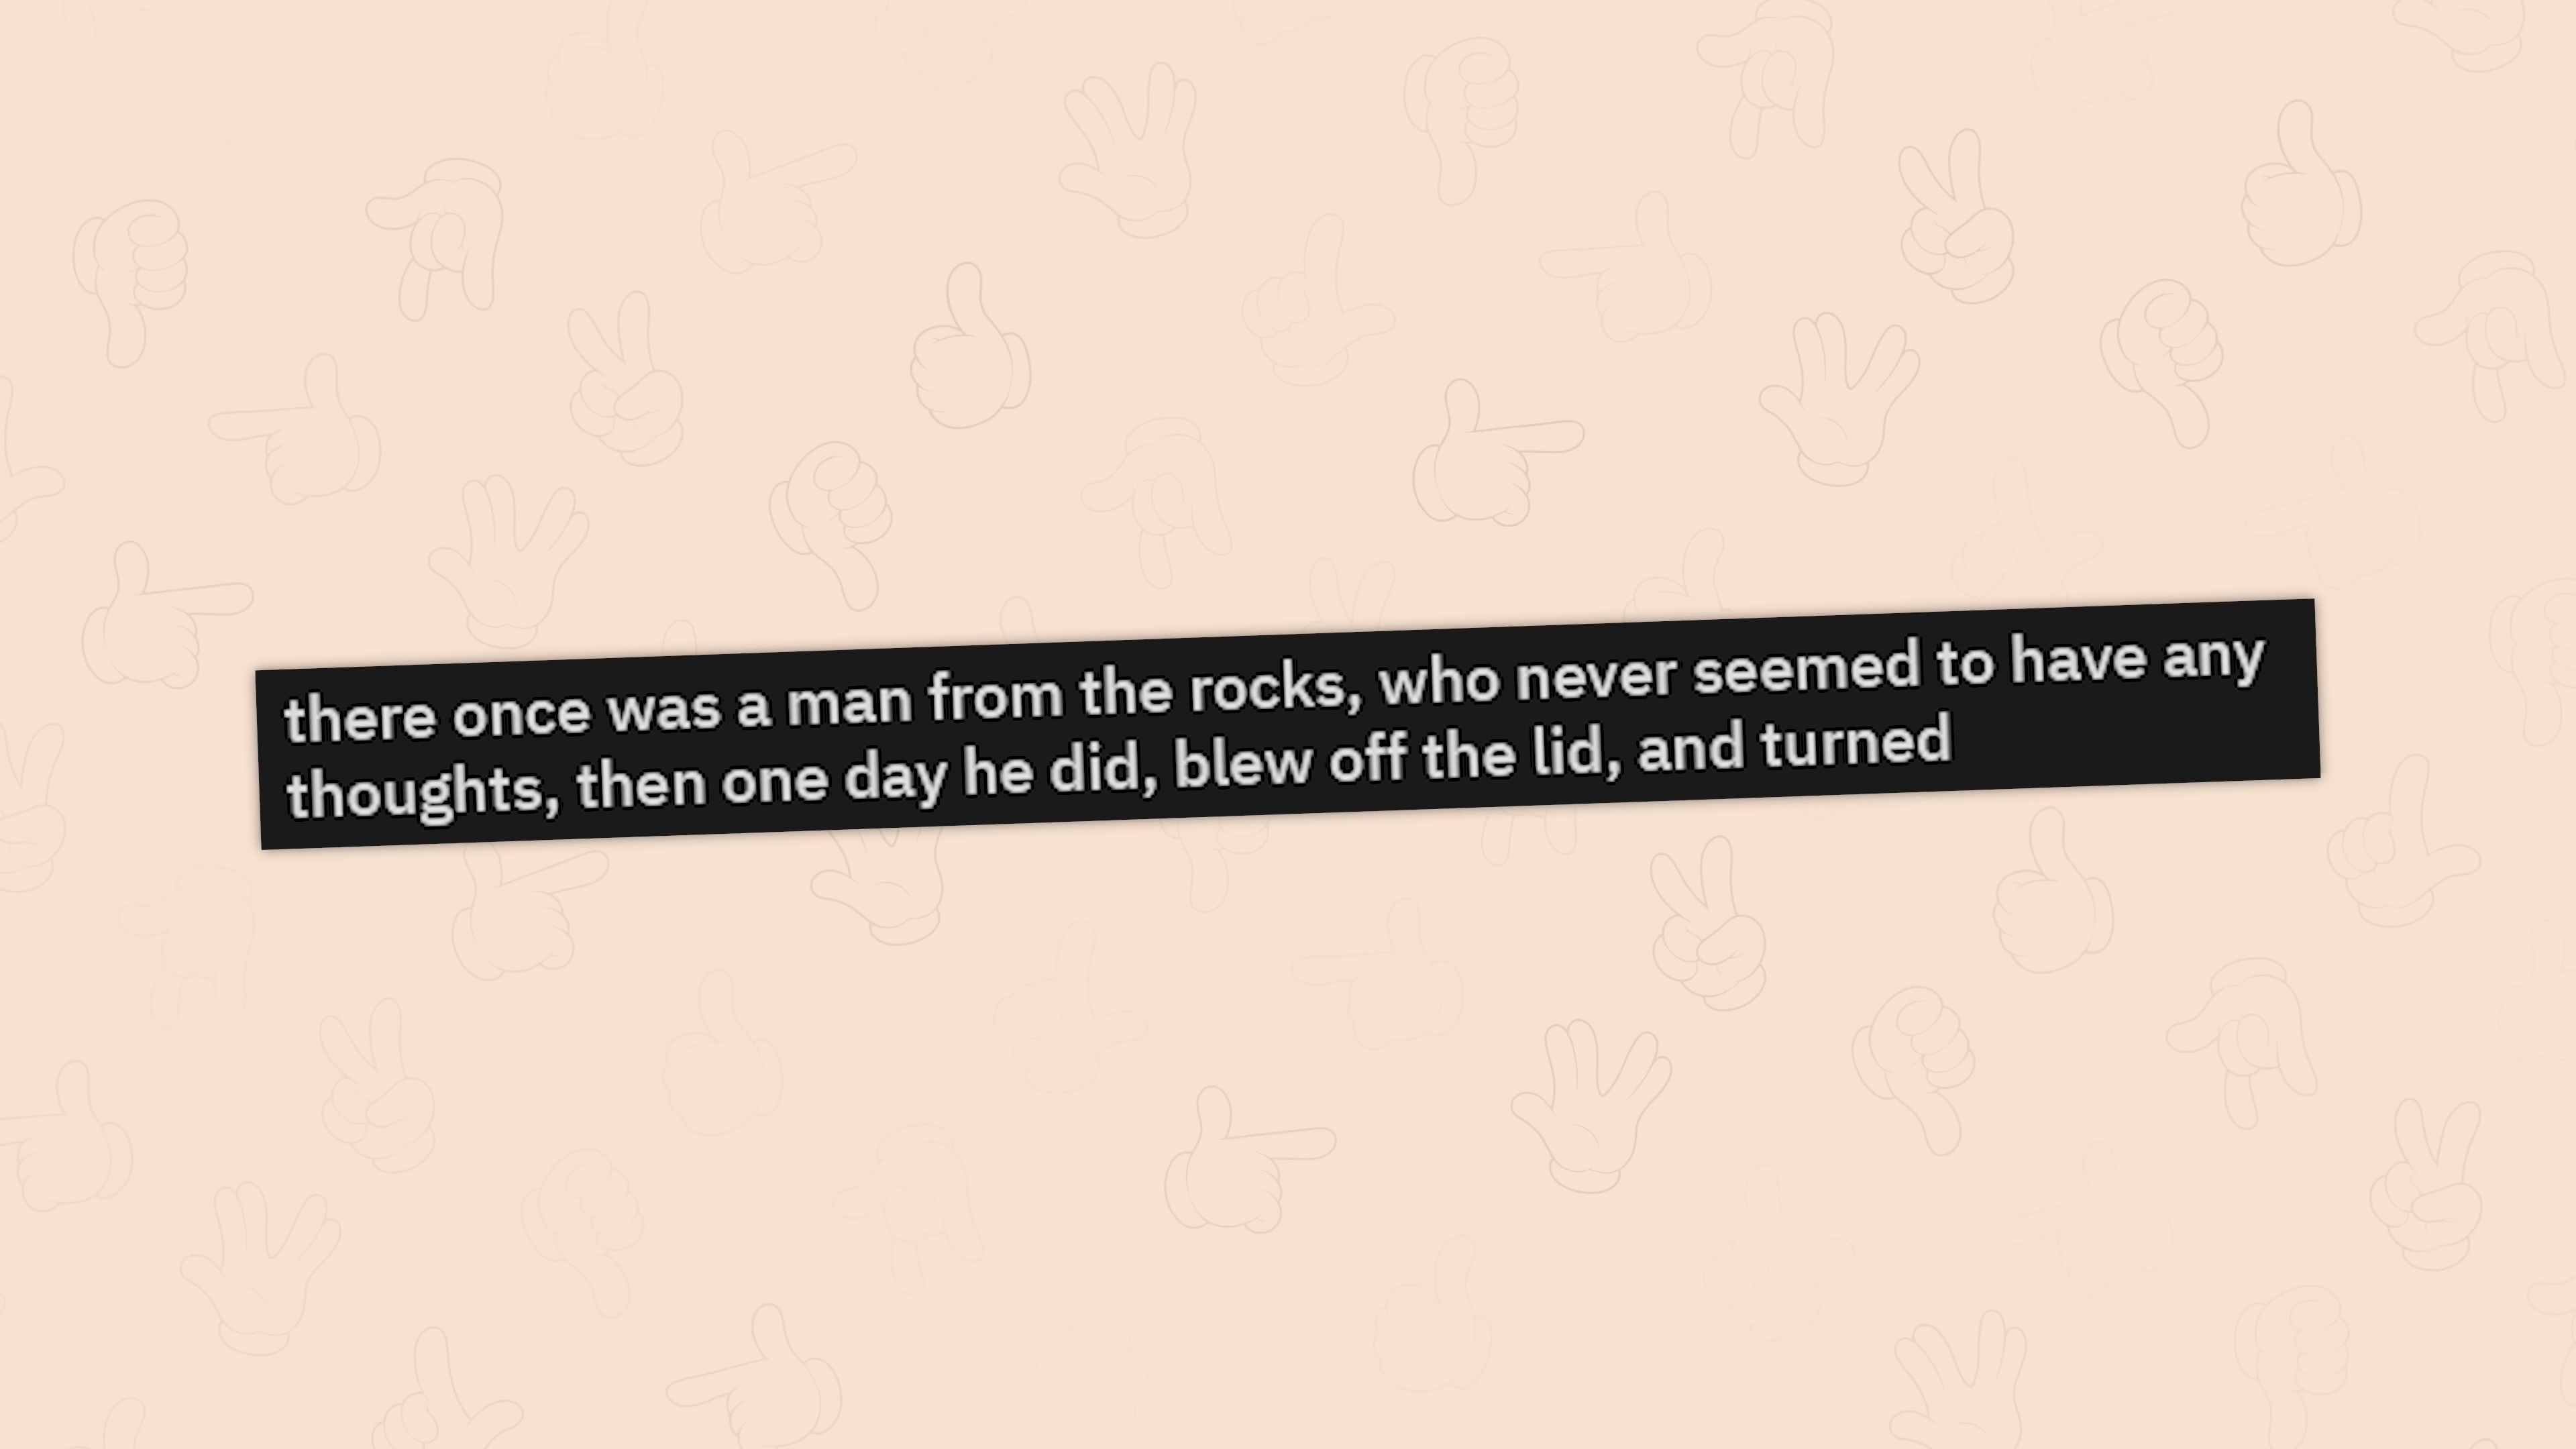 there once was a man from the rocks, who never seemed to have any
thoughts, then one day he did, blew off the lid, and turned